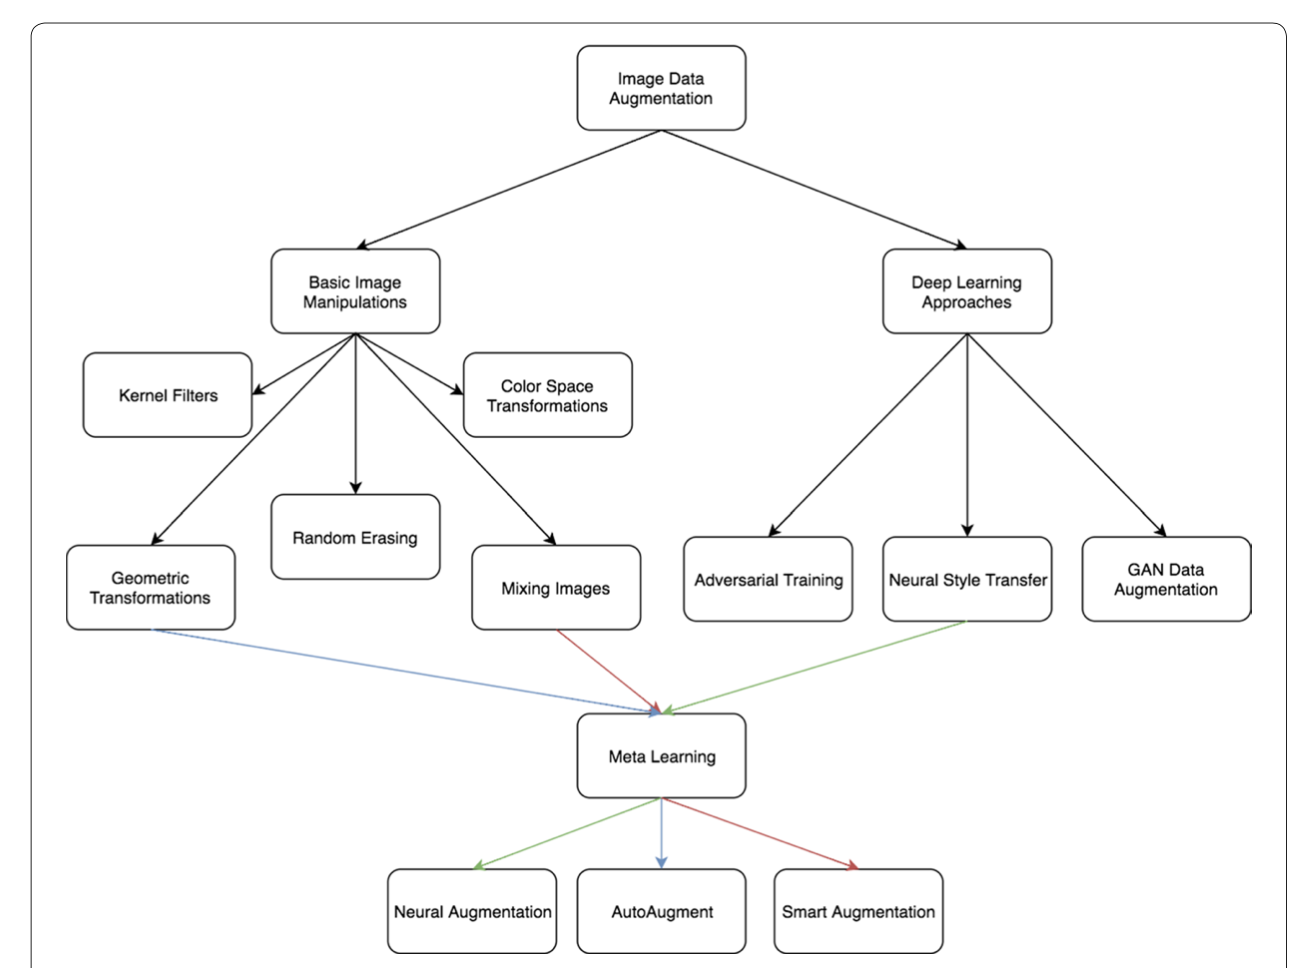 Image Data
Augmentation
Basic Image
Manipulations
Deep Learning
Approaches
Kernel Filters
Color Space
Transformations
Random Erasing
Geometric
Transformations
Mixing Images
Adversarial Training
Neural Style Transfer
GAN Data
Augmentation
Meta Learning
Neural Augmentation
AutoAugment
Smart Augmentation